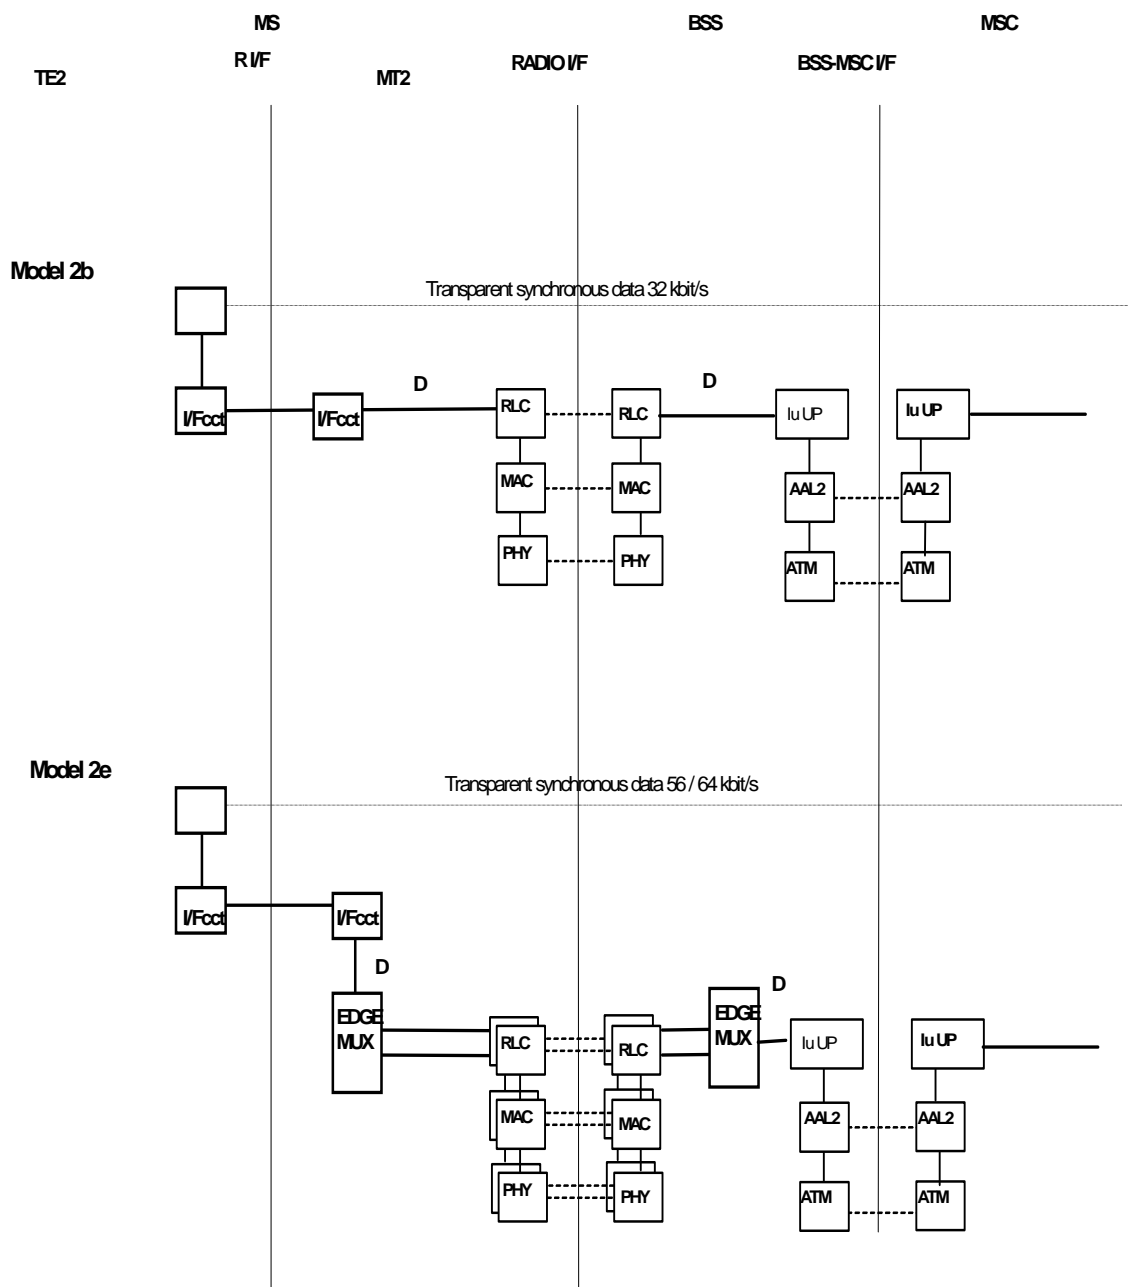 MS BSS MSC
R I/F RADIO I/F BSS-MSC I/F
TE2 MT2
Model 2b
Transparent synchronous data 32 kbit/s
D D
I/Fcct I/Fcct RLC RLC Iu UP Iu UP
MAC MAC AAL2 AAL2
PHY PHY ATM ATM
Model 2e
Transparent synchronous data 56 / 64 kbit/s
I/Fcct I/Fcct
D D
EDGE MUX RLC RLC EDGE MUX Iu UP Iu UP
MAC MAC AAL2 AAL2
PHY PHY ATM ATM